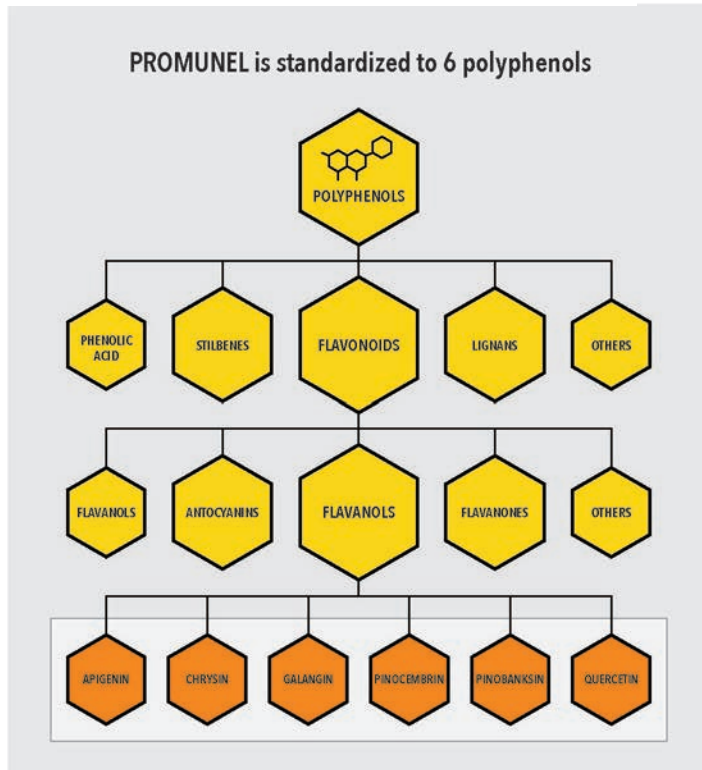 PROMUNEL is standardized to 6 polyphenols
POLYPHENOLS
PHENOLIC
ACID
STILBENES
FLAVONOIDS
LIGNANS
OTHERS
FLAVANOLS
ANTOCYANINS
FLAVANOLS
FLAVANONES
OTHERS
APIGENIN
CHRYSIN
GALANGIN
PINOCEMBRIN
PINOBANKSIN
QUERCETIN